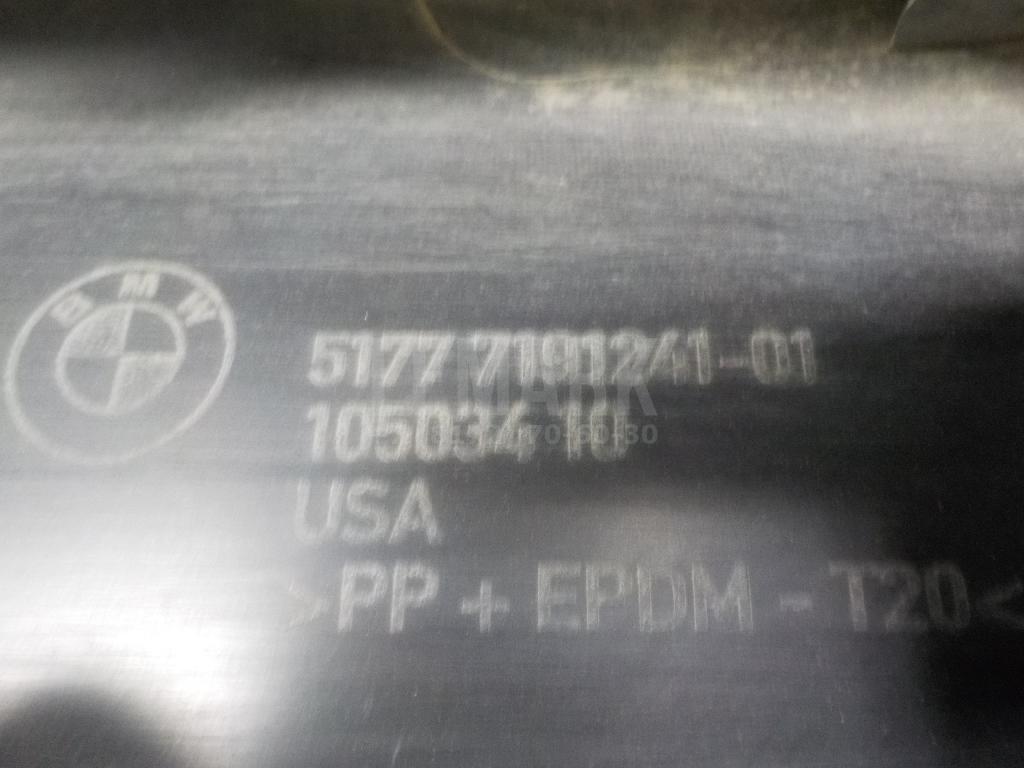 BMW
5177 7191241-01
10503410
USA
>PP + EPDM - T20<